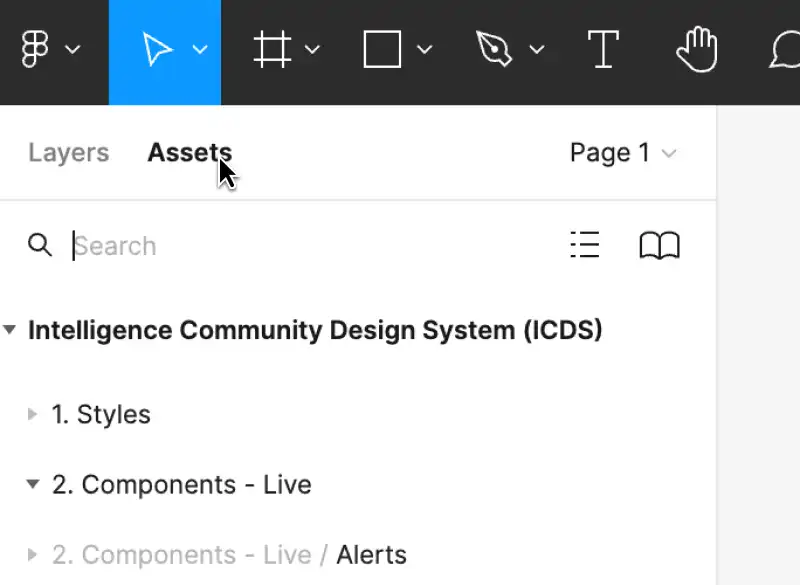 Layers Assets Page 1
Search
Intelligence Community Design System (ICDS)
1. Styles
2. Components - Live
2. Components - Live / Alerts